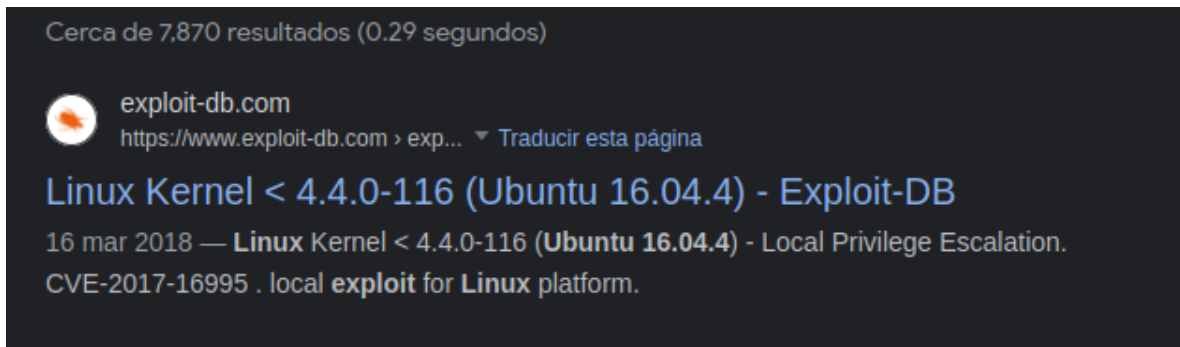 Cerca de 7,870 resultados (0.29 segundos)
exploit-db.com
https://www.exploit-db.com › exp... Traducir esta página
Linux Kernel < 4.4.0-116 (Ubuntu 16.04.4) - Exploit-DB
16 mar 2018 — Linux Kernel < 4.4.0-116 (Ubuntu 16.04.4) - Local Privilege Escalation.
CVE-2017-16995 . local exploit for Linux platform.